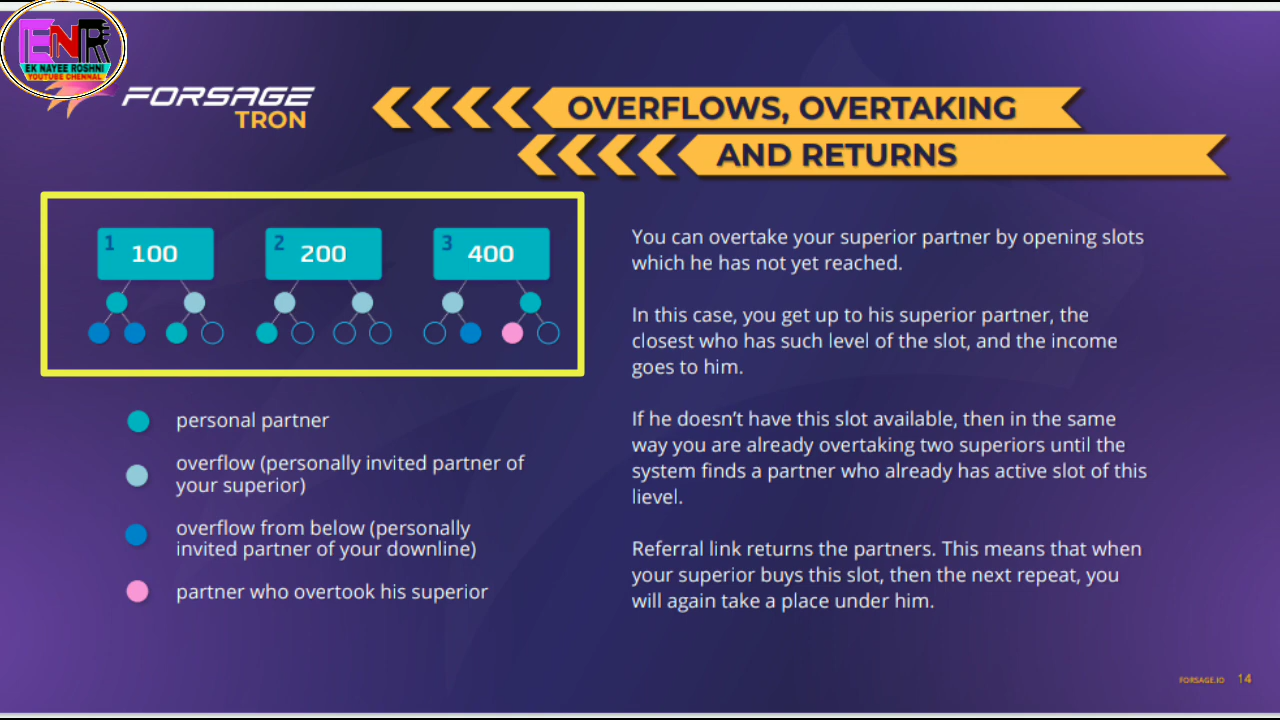 ENR
EK NAYEE ROSHNI
YOUTUBE CHENNAL
FORSAGE
TRON
OVERFLOWS, OVERTAKING
AND RETURNS
1 100
2 200
3 400
personal partner
overflow (personally invited partner of
your superior)
overflow from below (personally
invited partner of your downline)
partner who overtook his superior
You can overtake your superior partner by opening slots
which he has not yet reached.
In this case, you get up to his superior partner, the
closest who has such level of the slot, and the income
goes to him.
If he doesn’t have this slot available, then in the same
way you are already overtaking two superiors until the
system finds a partner who already has active slot of this
lievel.
Referral link returns the partners. This means that when
your superior buys this slot, then the next repeat, you
will again take a place under him.
FORSAGE.IO 14